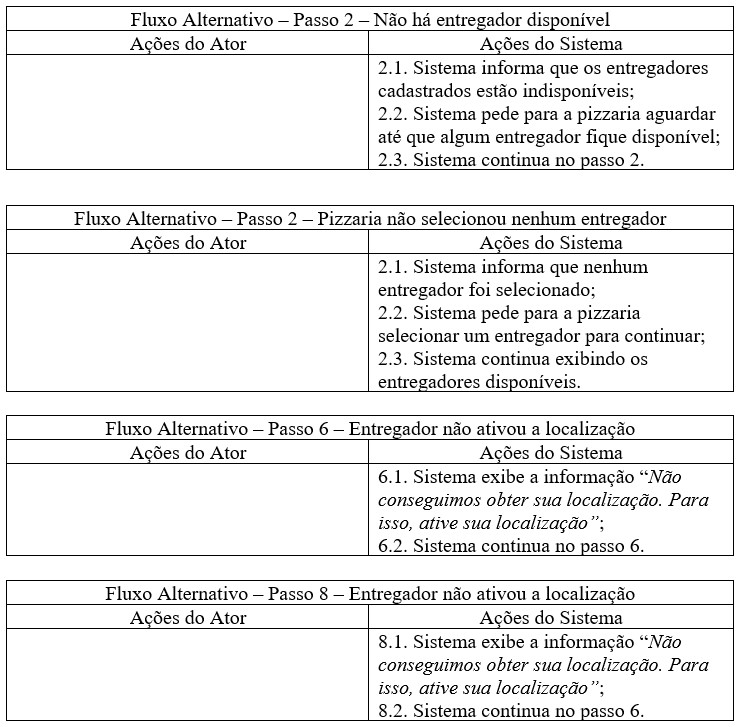 Fluxo Alternativo – Passo 2 – Não há entregador disponível
Ações do Ator
Ações do Sistema
2.1. Sistema informa que os entregadores
cadastrados estão indisponíveis;
2.2. Sistema pede para a pizzaria aguardar
até que algum entregador fique disponível;
2.3. Sistema continua no passo 2.
Fluxo Alternativo – Passo 2 – Pizzaria não selecionou nenhum entregador
Ações do Ator
Ações do Sistema
2.1. Sistema informa que nenhum
entregador foi selecionado;
2.2. Sistema pede para a pizzaria
selecionar um entregador para continuar;
2.3. Sistema continua exibindo os
entregadores disponíveis.
Fluxo Alternativo – Passo 6 – Entregador não ativou a localização
Ações do Ator
Ações do Sistema
6.1. Sistema exibe a informação “Não
conseguimos obter sua localização. Para
isso, ative sua localização”;
6.2. Sistema continua no passo 6.
Fluxo Alternativo – Passo 8 – Entregador não ativou a localização
Ações do Ator
Ações do Sistema
8.1. Sistema exibe a informação “Não
conseguimos obter sua localização. Para
isso, ative sua localização”;
8.2. Sistema continua no passo 6.